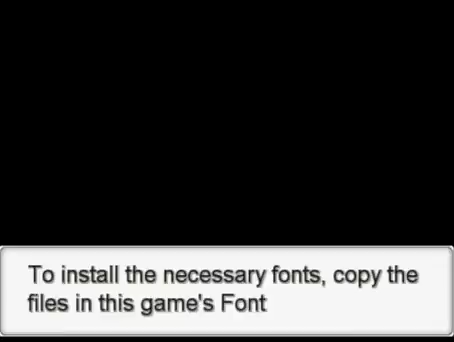 To install the necessary fonts, copy the
files in this game's Font